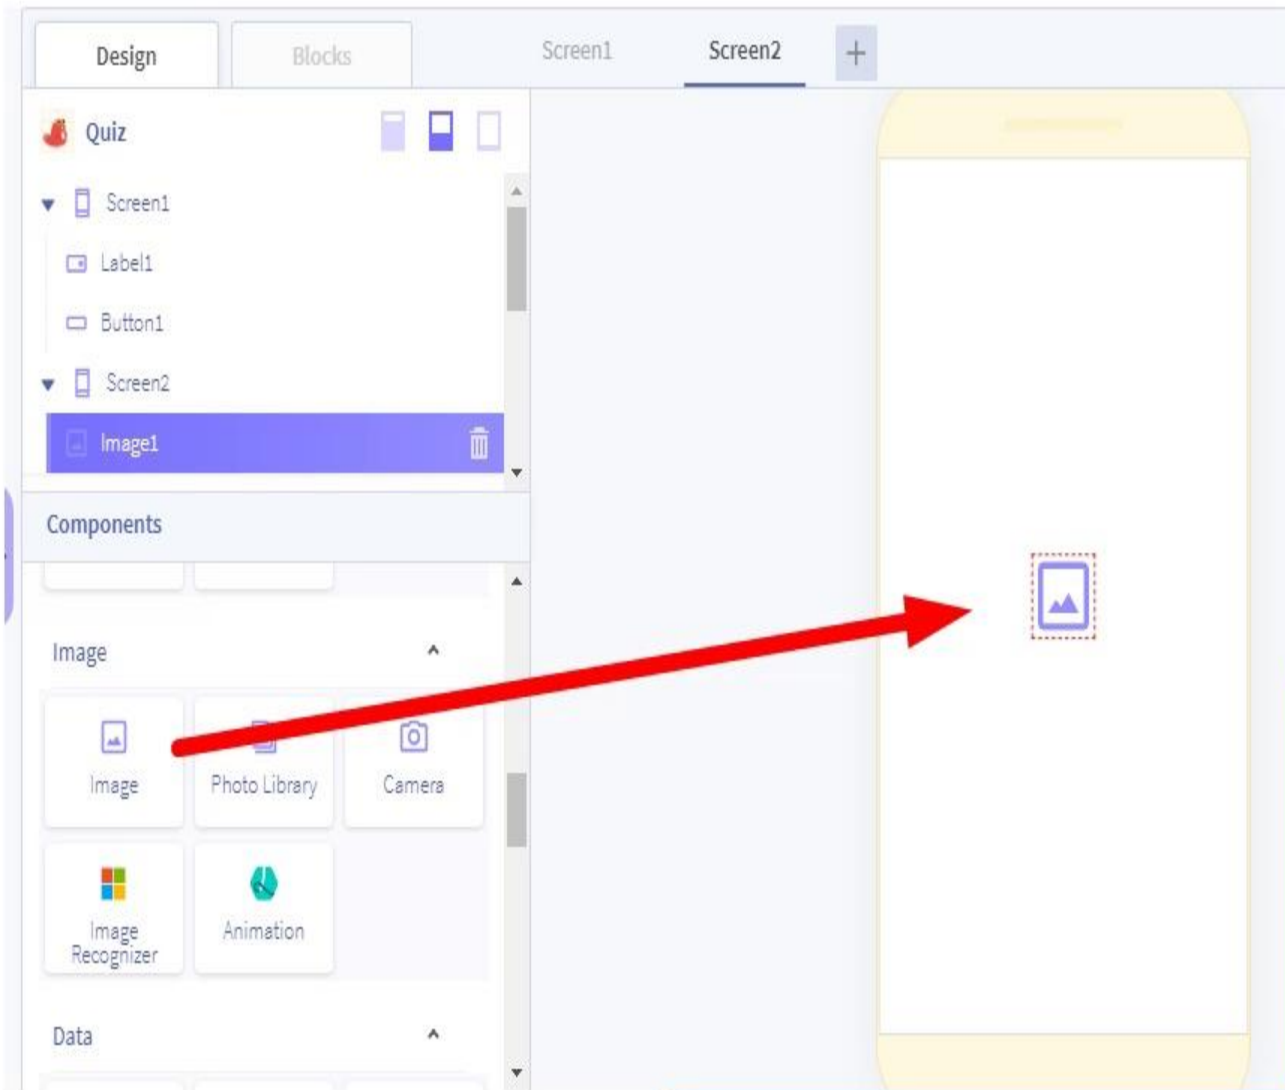 Design
Blocks
Screen1
Screen2
+
Quiz
Screen1
Label1
Button1
Screen2
Image1
Components
Image
Image
Photo Library
Camera
Image
Recognizer
Animation
Data